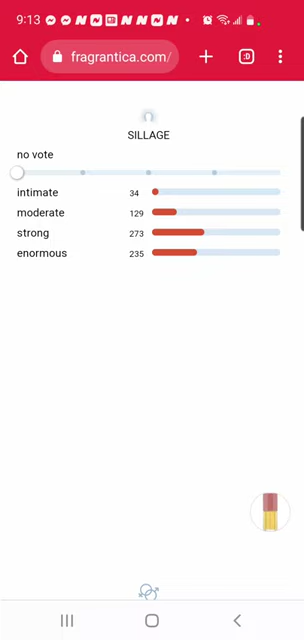 9:13
fragrantica.com/
:D
SILLAGE
no vote
intimate 34
moderate 129
strong 273
enormous 235